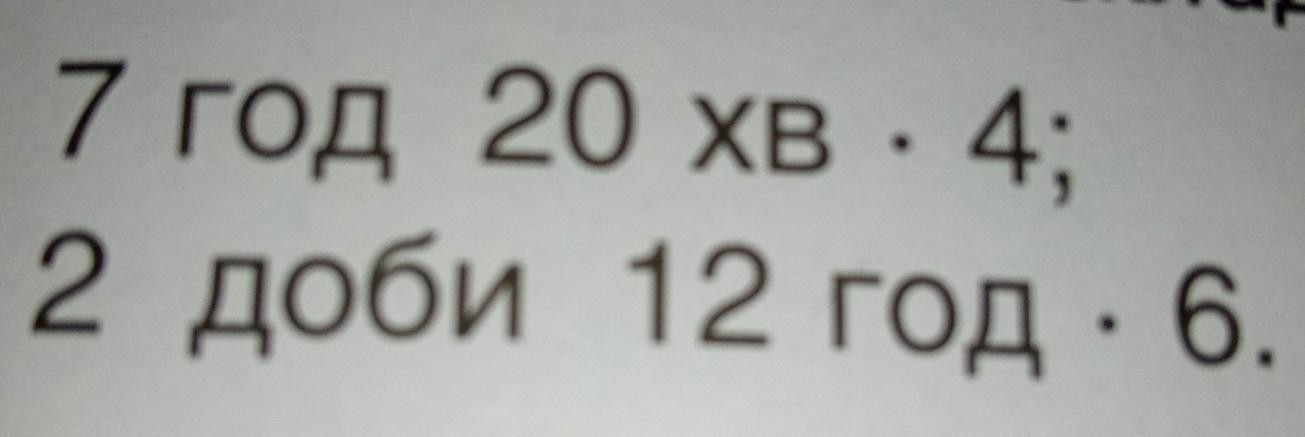 7 год 20 хв · 4;
2 доби 12 год · 6.